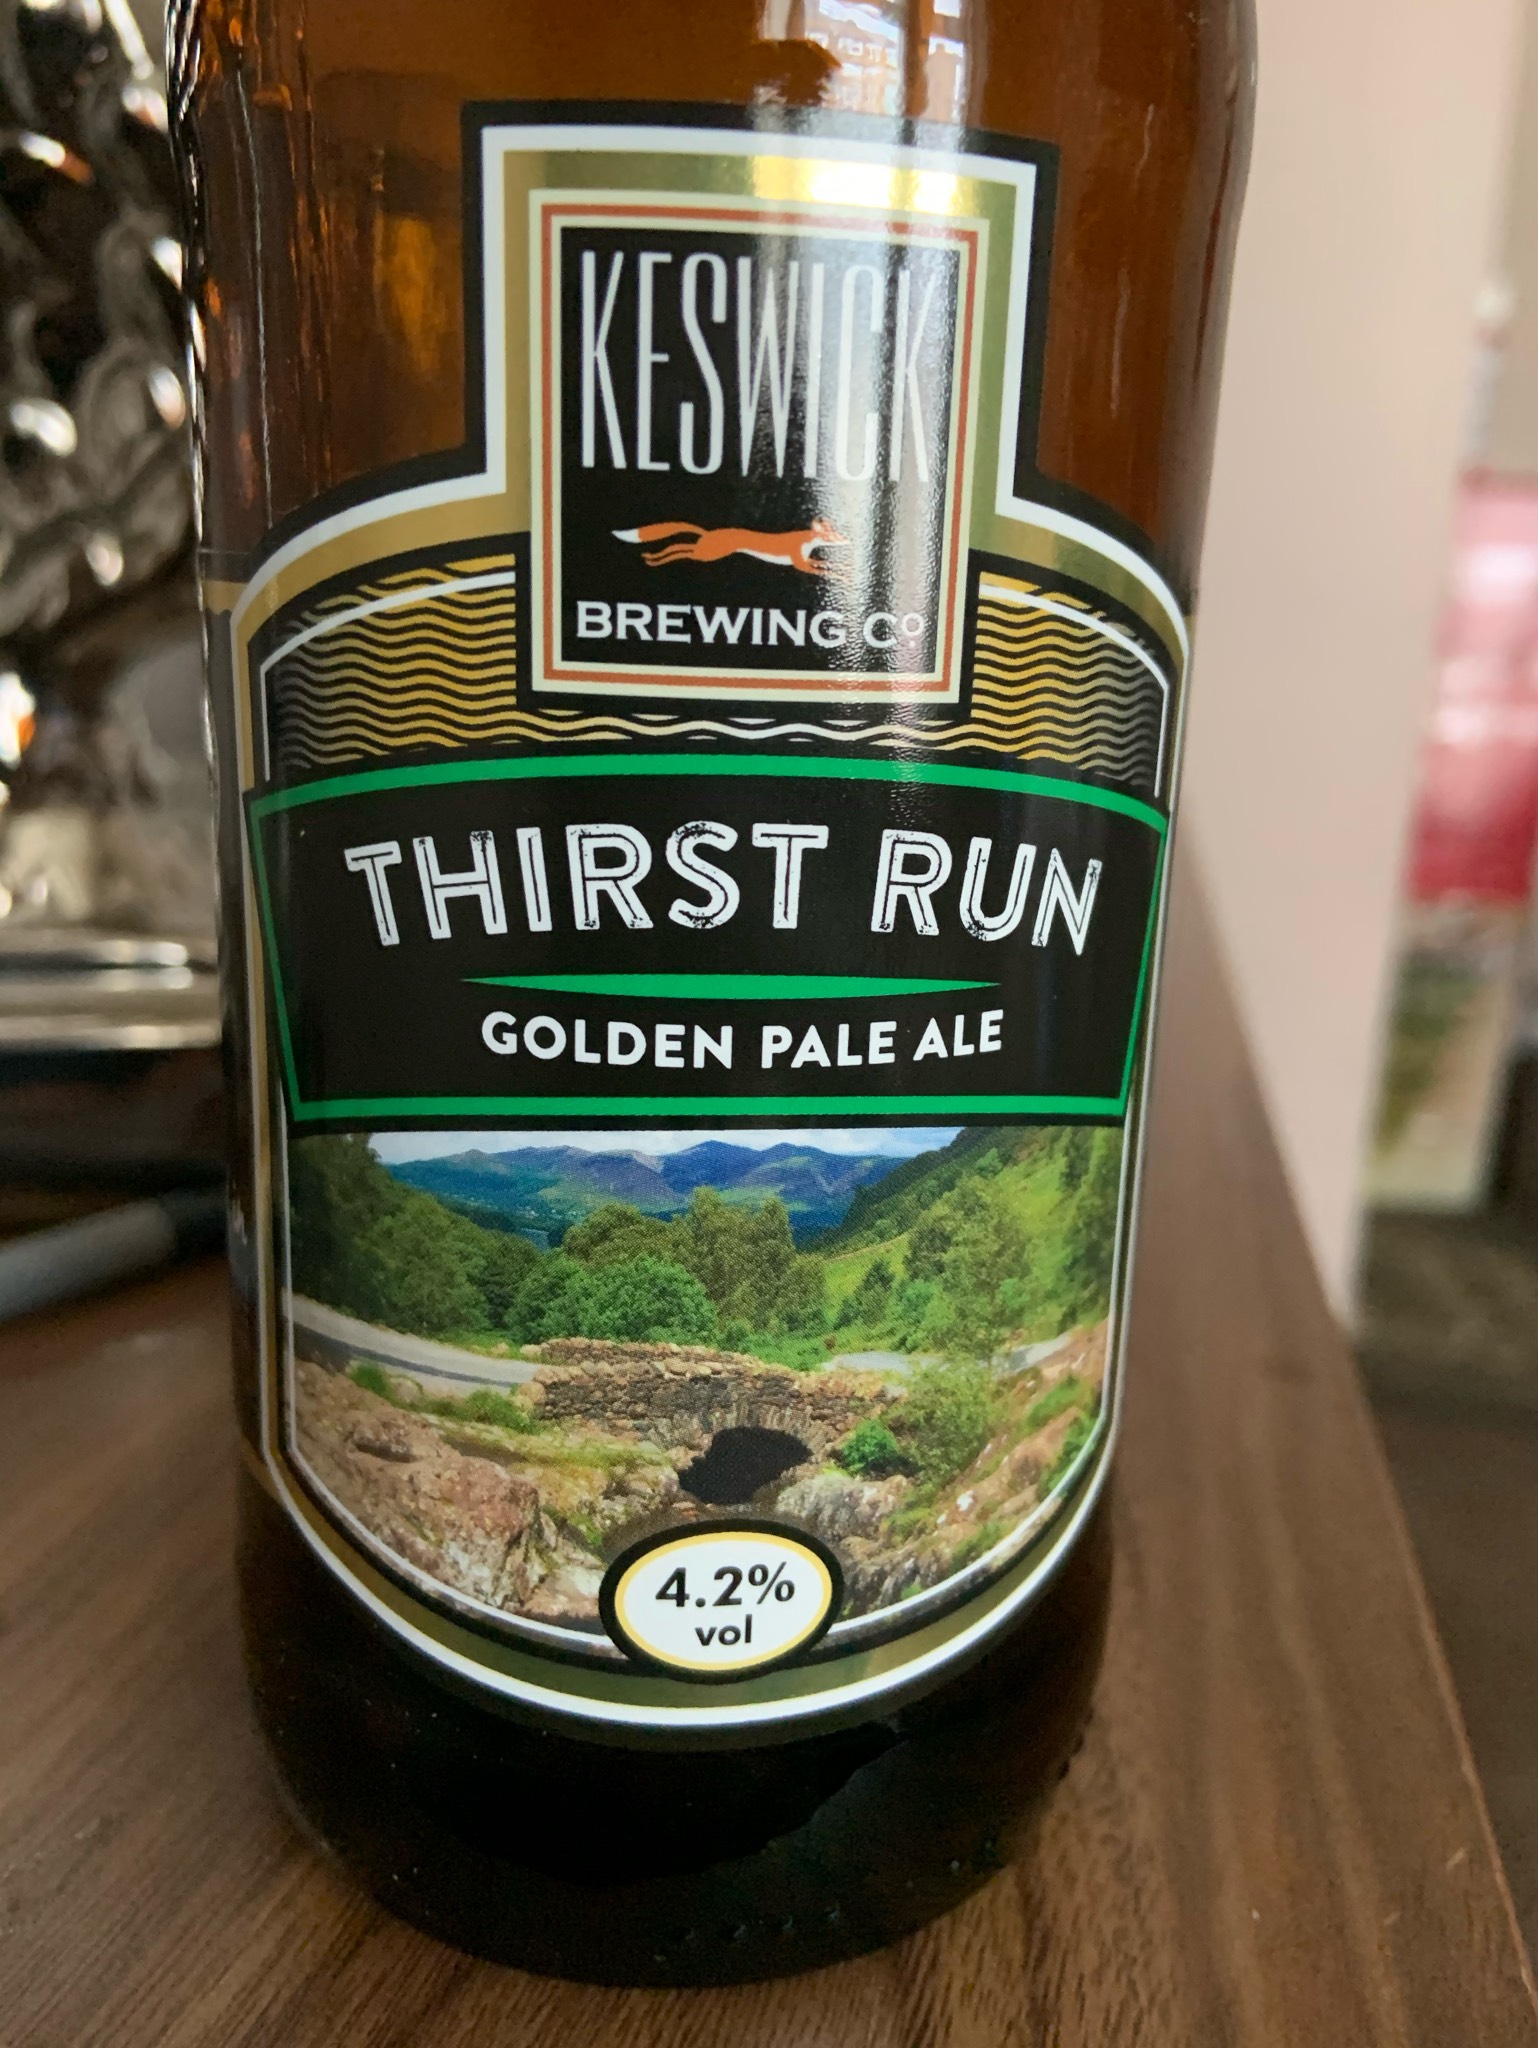 KESWICK
BREWING Co
THIRST RUN
GOLDEN PALE ALE
4.2%
vol